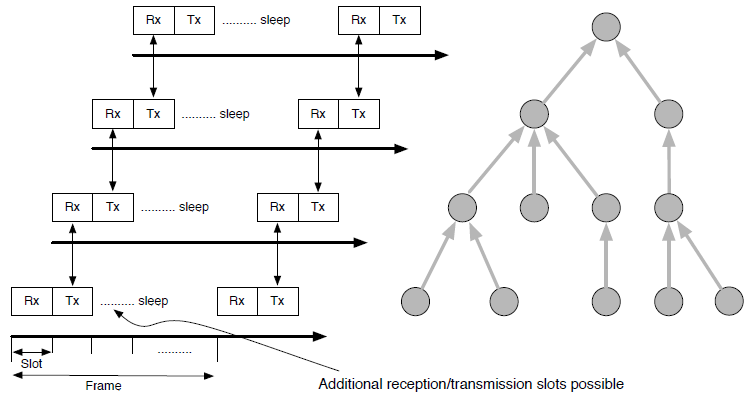 Rx Tx .......... sleep Rx Tx
Rx Tx .......... sleep Rx Tx
Rx Tx .......... sleep Rx Tx
Rx Tx .......... sleep Rx Tx
..........
Slot
Frame
Additional reception/transmission slots possible